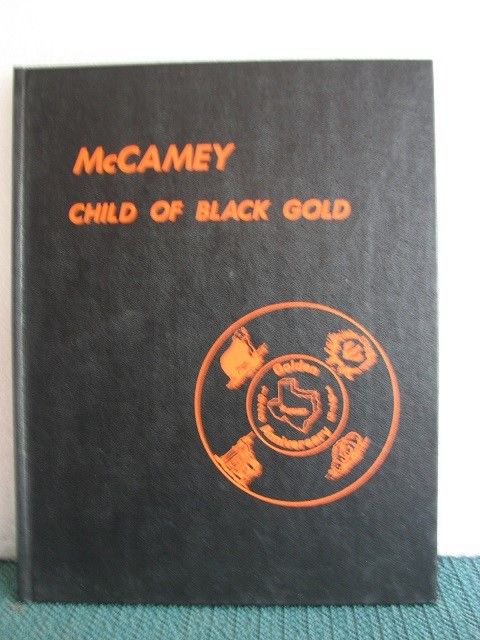 McCAMEY
CHILD OF BLACK GOLD
Golden
Anniversary